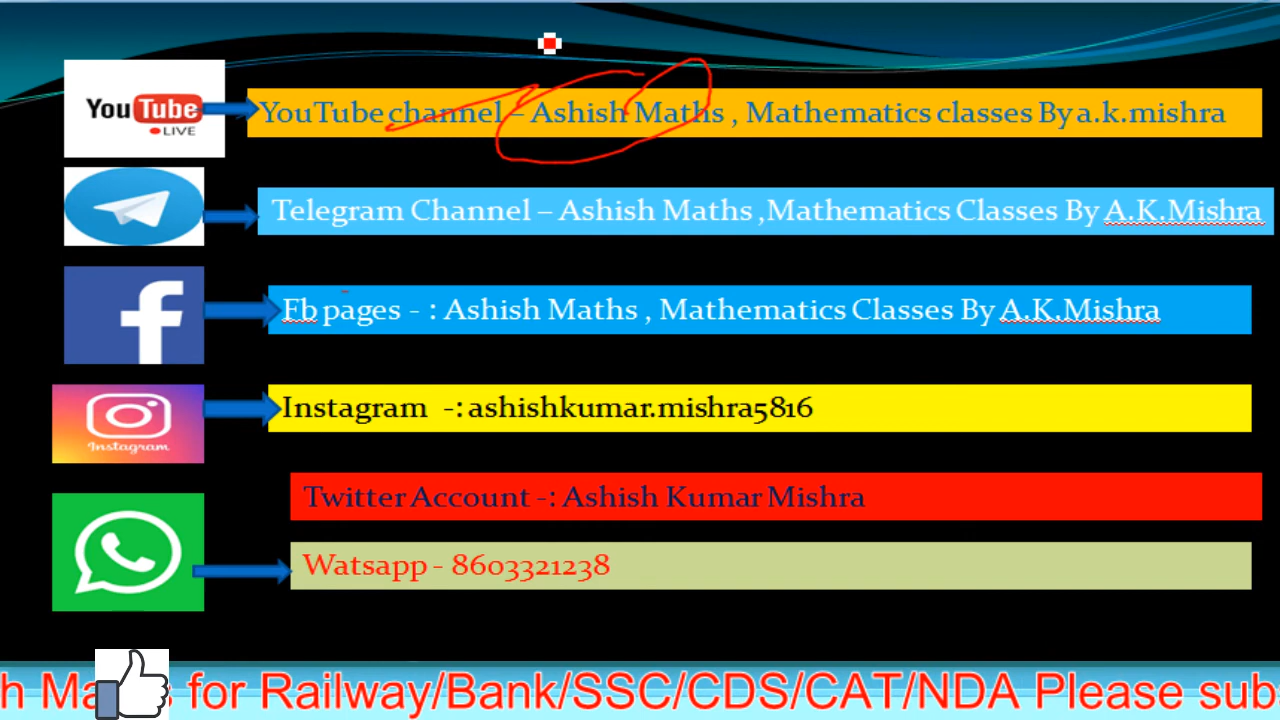 YouTube
LIVE
YouTube channel – Ashish Maths , Mathematics classes By a.k.mishra
Telegram Channel – Ashish Maths ,Mathematics Classes By A.K.Mishra
Fb pages - : Ashish Maths , Mathematics Classes By A.K.Mishra
Instagram
Instagram -: ashishkumar.mishra5816
Twitter Account -: Ashish Kumar Mishra
Watsapp - 8603321238
for Railway/Bank/SSC/CDS/CAT/NDA Please